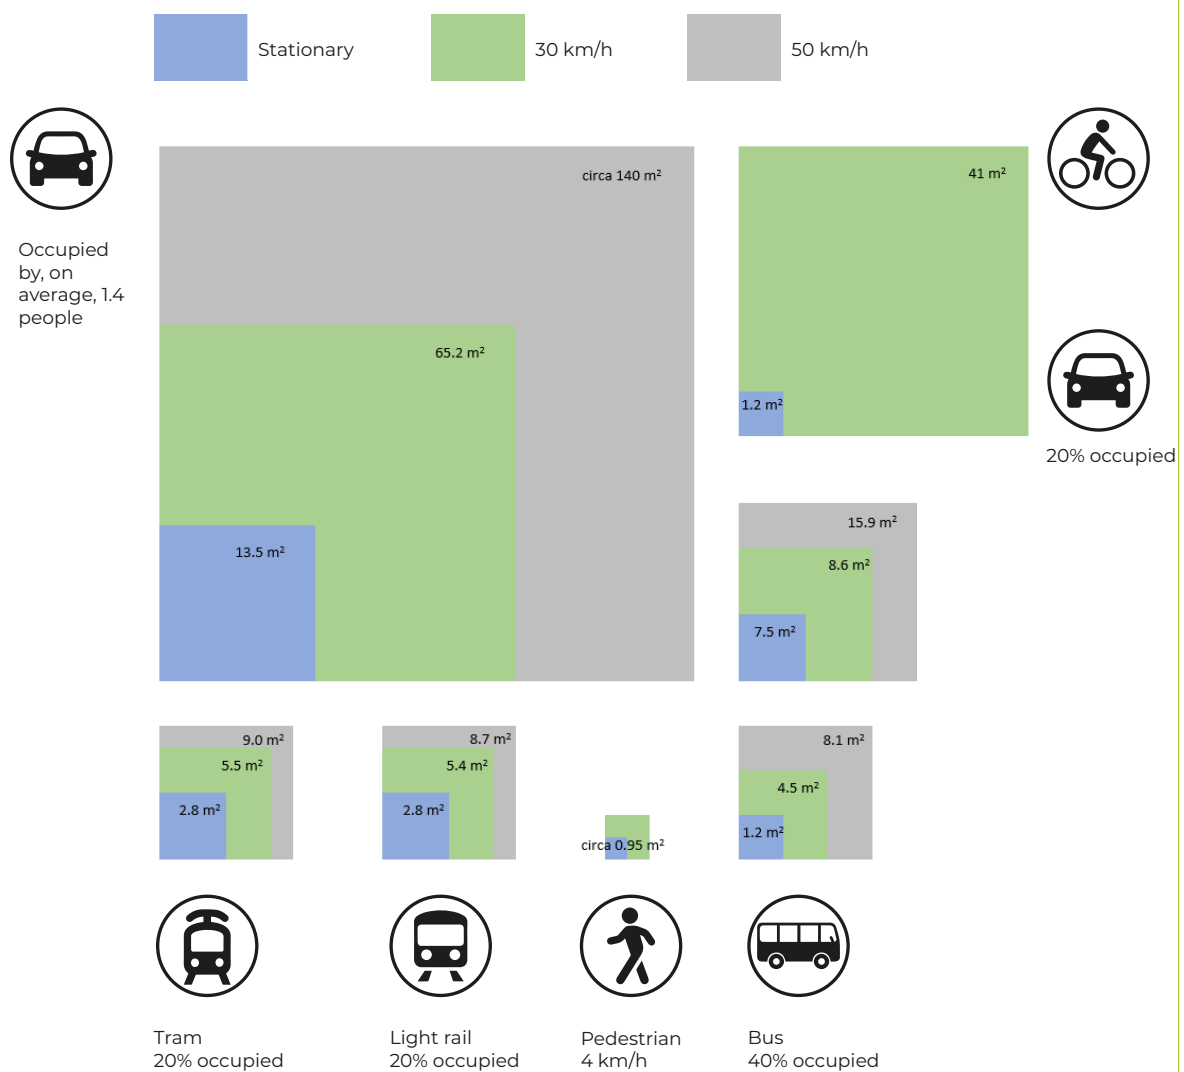 Stationary
30 km/h
50 km/h
circa 140 m²
65.2 m²
13.5 m²
Occupied
by, on
average, 1.4
people
41 m²
1.2 m²
20% occupied
15.9 m²
8.6 m²
7.5 m²
9.0 m²
5.5 m²
2.8 m²
8.7 m²
5.4 m²
2.8 m²
circa 0.95 m²
8.1 m²
4.5 m²
1.2 m²
Tram
20% occupied
Light rail
20% occupied
Pedestrian
4 km/h
Bus
40% occupied